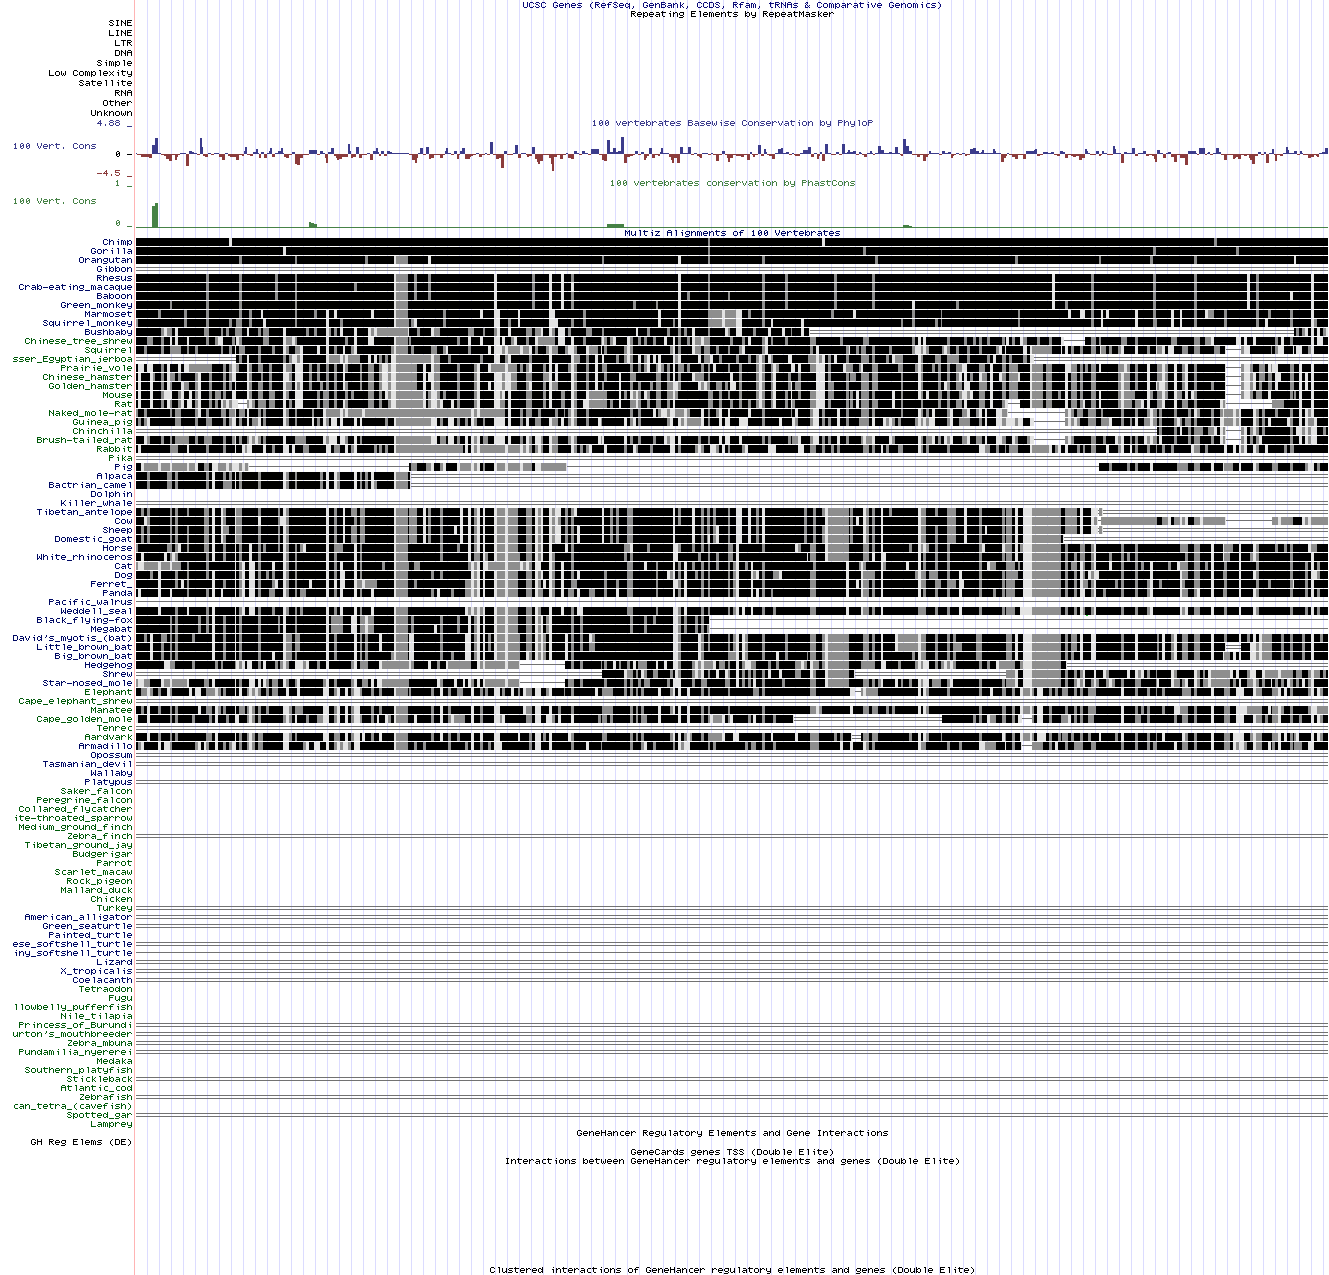 UCSC Genes (RefSeq, GenBank, CCDS, Rfam, tRNAs & Comparative Genomics)
Repeating Elements by RepeatMasker
SINE
LINE
LTR
DNA
Simple
Low Complexity
Satellite
RNA
Other
Unknown
4.88 _
100 vertebrates Basewise Conservation by PhyloP
100 Vert. Cons
0 _
-4.5 _
1 _
100 vertebrates conservation by PhastCons
100 Vert. Cons
0 _
Multiz Alignments of 100 Vertebrates
Chimp
Gorilla
Orangutan
Gibbon
Rhesus
Crab-eating_macaque
Baboon
Green_monkey
Marmoset
Squirrel_monkey
Bushbaby
Chinese_tree_shrew
Squirrel
sser_Egyptian_jerboa
Prairie_vole
Chinese_hamster
Golden_hamster
Mouse
Rat
Naked_mole-rat
Guinea_pig
Chinchilla
Brush-tailed_rat
Rabbit
Pika
Pig
Alpaca
Bactrian_camel
Dolphin
Killer_whale
Tibetan_antelope
Cow
Sheep
Domestic_goat
Horse
White_rhinoceros
Cat
Dog
Ferret_
Panda
Pacific_walrus
Weddell_seal
Black_flying-fox
Megabat
David's_myotis_(bat)
Little_brown_bat
Big_brown_bat
Hedgehog
Shrew
Star-nosed_mole
Elephant
Cape_elephant_shrew
Manatee
Cape_golden_mole
Tenrec
Aardvark
Armadillo
Opossum
Tasmanian_devil
Wallaby
Platypus
Saker_falcon
Peregrine_falcon
Collared_flycatcher
ite-throated_sparrow
Medium_ground_finch
Zebra_finch
Tibetan_ground_jay
Budgerigar
Parrot
Scarlet_macaw
Rock_pigeon
Mallard_duck
Chicken
Turkey
American_alligator
Green_seaturtle
Painted_turtle
ese_softshell_turtle
iny_softshell_turtle
Lizard
X_tropicalis
Coelacanth
Tetraodon
Fugu
llowbelly_pufferfish
Nile_tilapia
Princess_of_Burundi
urton's_mouthbreeder
Zebra_mbuna
Pundamilia_nyererei
Medaka
Southern_platyfish
Stickleback
Atlantic_cod
Zebrafish
can_tetra_(cavefish)
Spotted_gar
Lamprey
GeneHancer Regulatory Elements and Gene Interactions
GH Reg Elems (DE)
GeneCards genes TSS (Double Elite)
Interactions between GeneHancer regulatory elements and genes (Double Elite)
Clustered interactions of GeneHancer regulatory elements and genes (Double Elite)